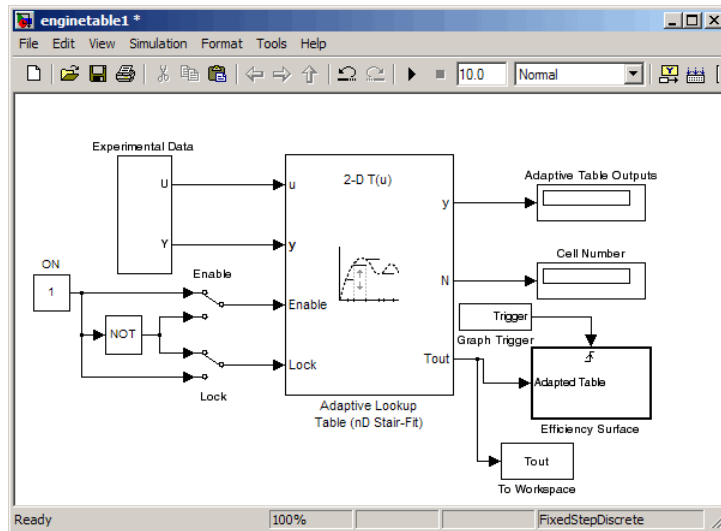 enginetable1 *
File Edit View Simulation Format Tools Help
10.0 Normal
Experimental Data
U
Y
2-D T(u)
u
y
Enable
Lock
y
N
Tout
Adaptive Lookup
Table (nD Stair-Fit)
ON
1
NOT
Enable
Lock
Adaptive Table Outputs
Cell Number
Trigger
Graph Trigger
Adapted Table
Efficiency Surface
Tout
To Workspace
Ready 100% FixedStepDiscrete